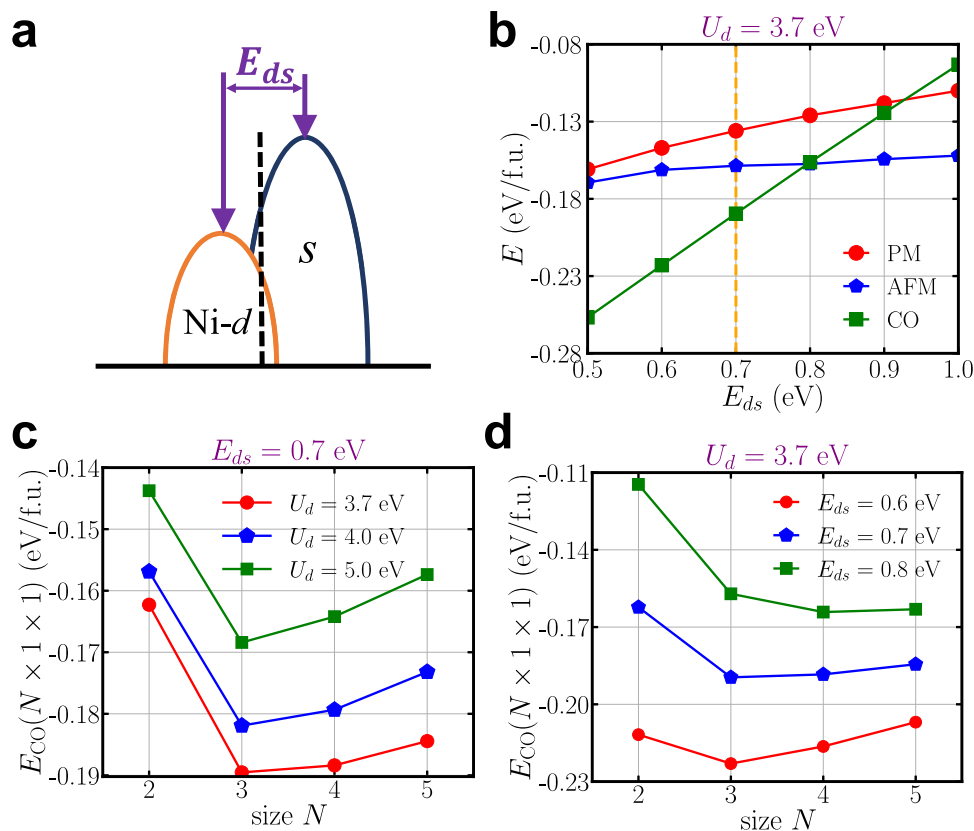 a
E_ds
Ni-d
s
b
U_d = 3.7 eV
E (eV/f.u.)
-0.08
-0.13
-0.18
-0.23
-0.28
PM
AFM
CO
0.5 0.6 0.7 0.8 0.9 1.0
E_ds (eV)
c
E_ds = 0.7 eV
E_CO(N × 1 × 1) (eV/f.u.)
-0.14
-0.15
-0.16
-0.17
-0.18
-0.19
U_d = 3.7 eV
U_d = 4.0 eV
U_d = 5.0 eV
2 3 4 5
size N
d
U_d = 3.7 eV
E_CO(N × 1 × 1) (eV/f.u.)
-0.11
-0.14
-0.17
-0.20
-0.23
E_ds = 0.6 eV
E_ds = 0.7 eV
E_ds = 0.8 eV
2 3 4 5
size N